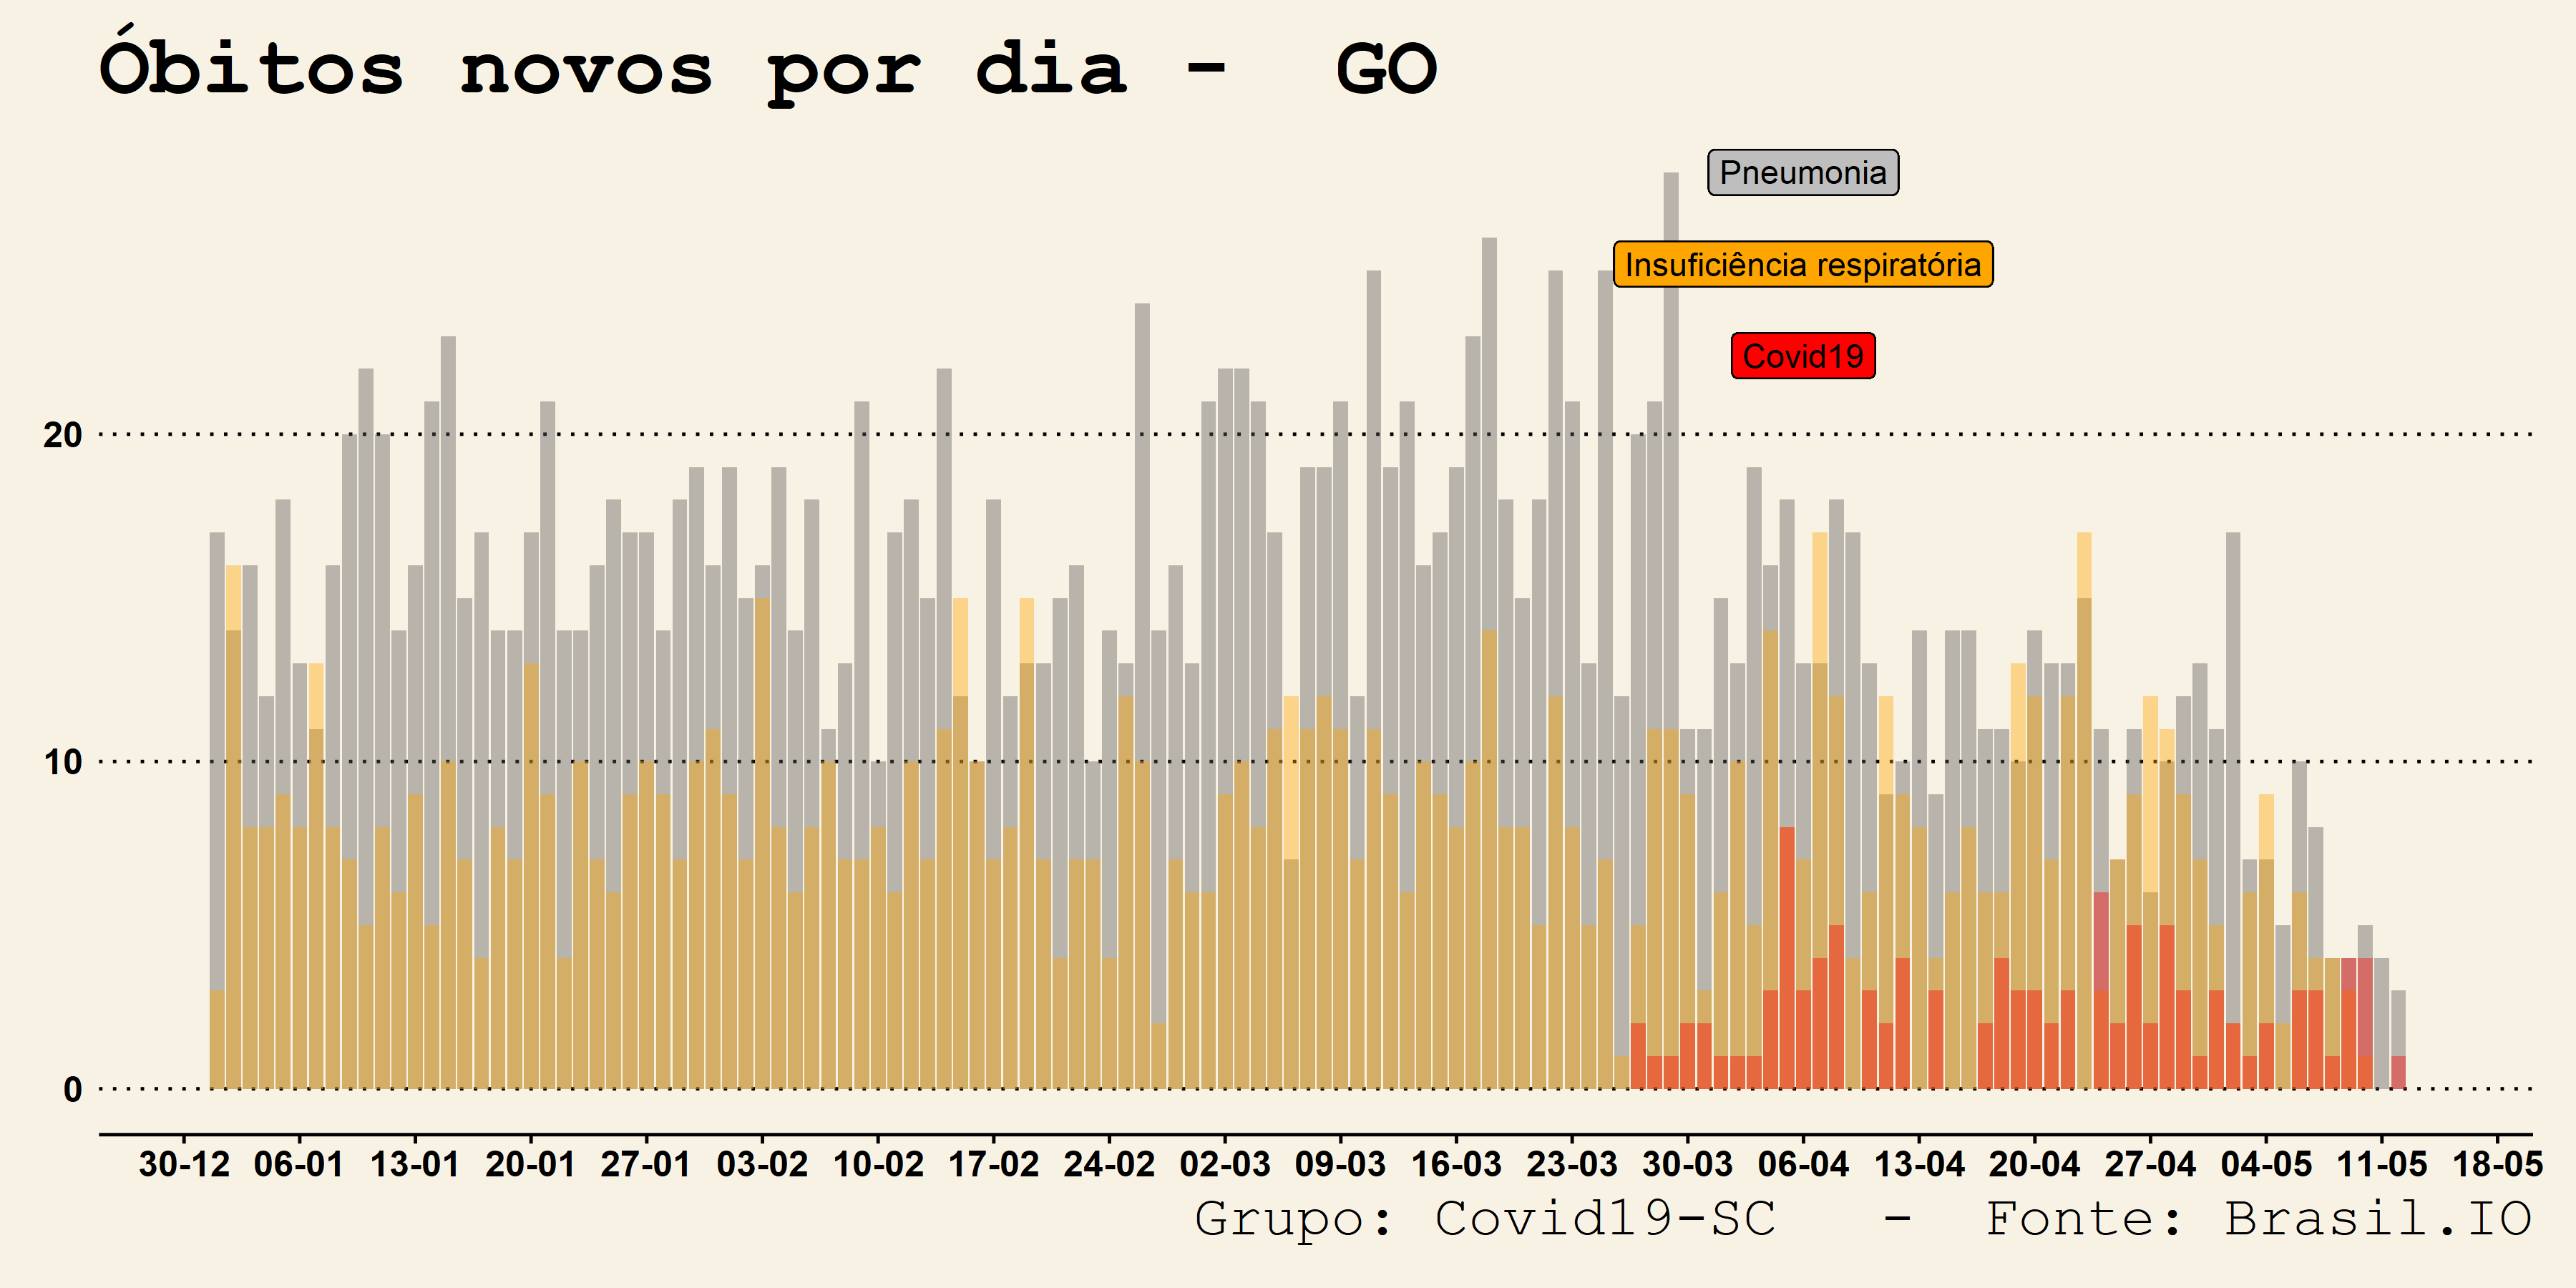 Óbitos novos por dia - GO
Pneumonia
Insuficiência respiratória
Covid19
20
10
0
30-12 06-01 13-01 20-01 27-01 03-02 10-02 17-02 24-02 02-03 09-03 16-03 23-03 30-03 06-04 13-04 20-04 27-04 04-05 11-05 18-05
Grupo: Covid19-SC - Fonte: Brasil.IO